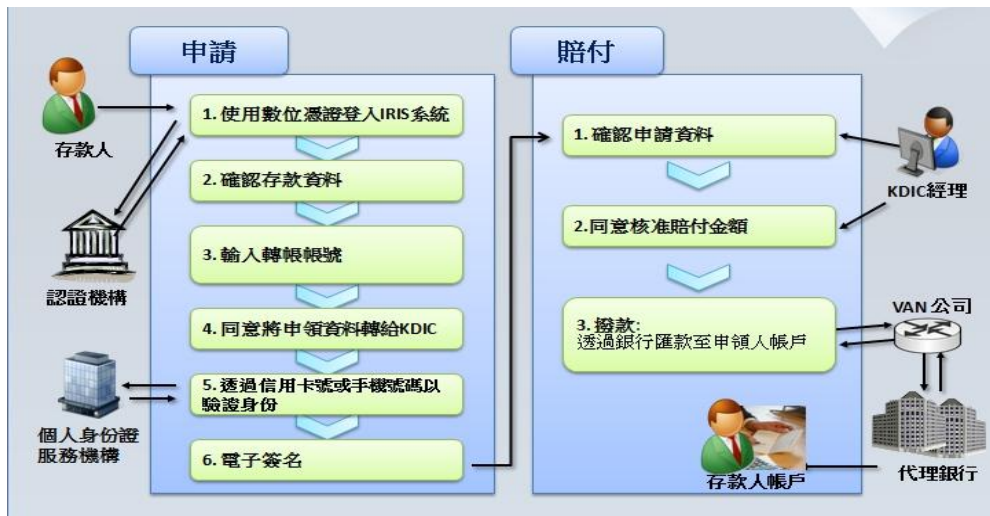 申請
賠付
存款人
1. 使用數位憑證登入IRIS系統
2. 確認存款資料
3. 輸入轉帳帳號
認證機構
4. 同意將申領資料轉給KDIC
5. 透過信用卡號或手機號碼以
驗證身份
個人身份證
服務機構
6. 電子簽名
1. 確認申請資料
KDIC經理
2.同意核准賠付金額
3. 撥款:
透過銀行匯款至申領人帳戶
VAN 公司
代理銀行
存款人帳戶